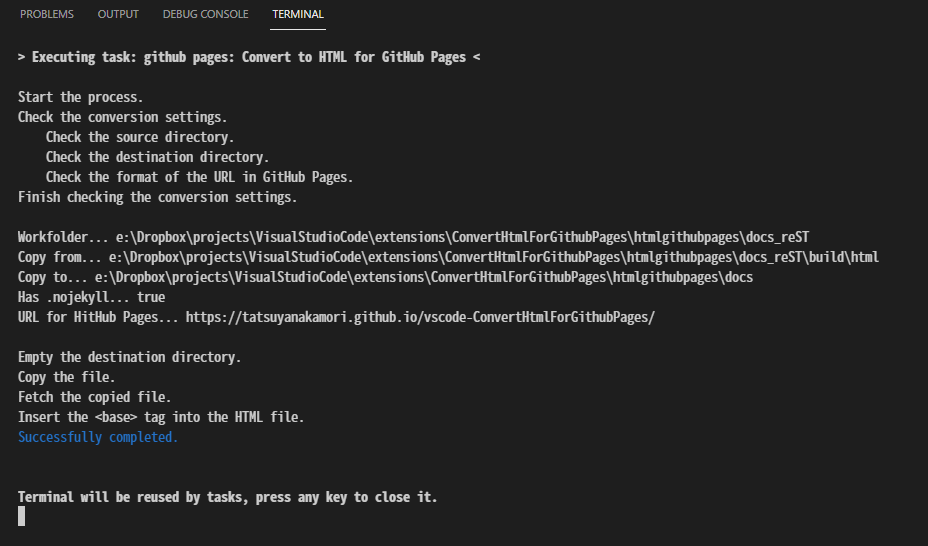 PROBLEMS OUTPUT DEBUG CONSOLE TERMINAL
> Executing task: github pages: Convert to HTML for GitHub Pages <
Start the process.
Check the conversion settings.
Check the source directory.
Check the destination directory.
Check the format of the URL in GitHub Pages.
Finish checking the conversion settings.
Workfolder... e:\Dropbox\projects\VisualStudioCode\extensions\ConvertHtmlForGithubPages\htmlgithubpages\docs_reST
Copy from... e:\Dropbox\projects\VisualStudioCode\extensions\ConvertHtmlForGithubPages\htmlgithubpages\docs_reST\build\html
Copy to... e:\Dropbox\projects\VisualStudioCode\extensions\ConvertHtmlForGithubPages\htmlgithubpages\docs
Has .nojekyll... true
URL for HitHub Pages... https://tatsuyanakamori.github.io/vscode-ConvertHtmlForGithubPages/
Empty the destination directory.
Copy the file.
Fetch the copied file.
Insert the <base> tag into the HTML file.
Successfully completed.
Terminal will be reused by tasks, press any key to close it.